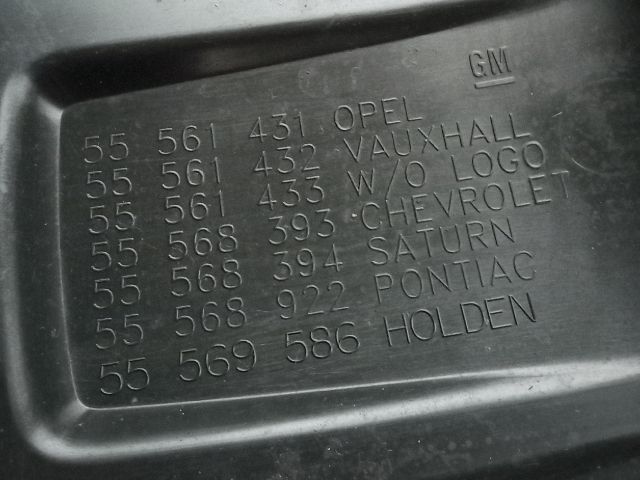 GM
55 561 431 OPEL
55 561 432 VAUXHALL
55 561 433 W/O LOGO
55 568 393 CHEVROLET
55 568 394 SATURN
55 568 922 PONTIAC
55 569 586 HOLDEN